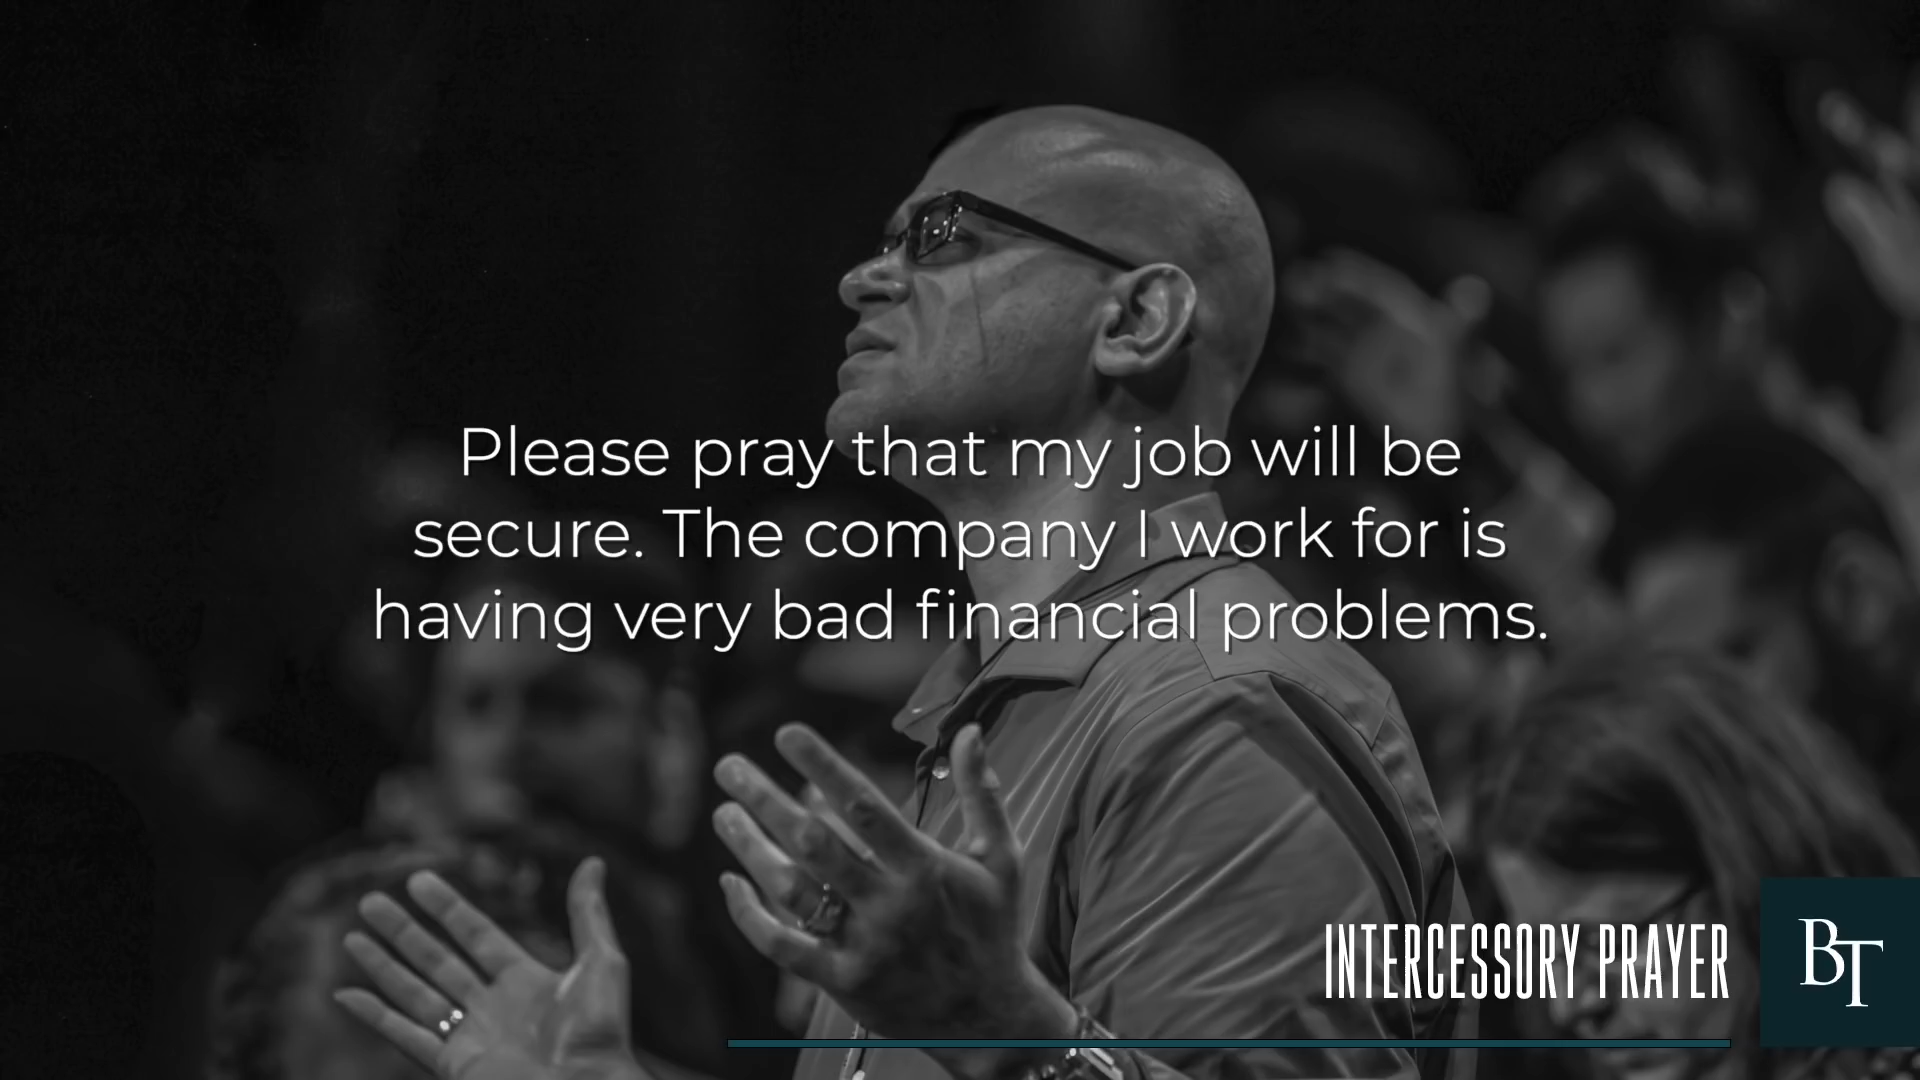 Please pray that my job will be
secure. The company I work for is
having very bad financial problems.
INTERCESSORY PRAYER
BT